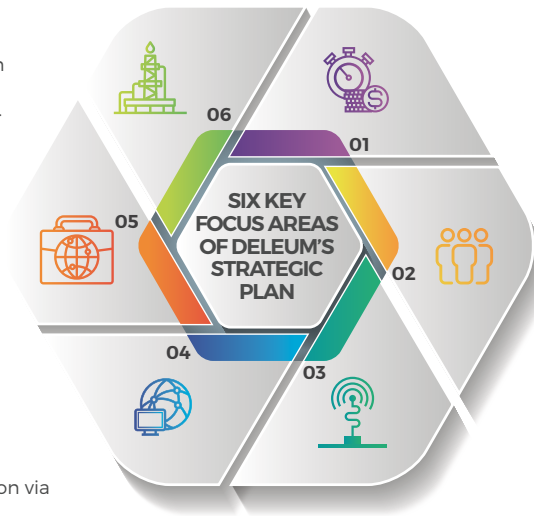 n
06
01
SIX KEY
FOCUS AREAS
OF DELEUM'S
STRATEGIC
PLAN
05
02
04
03
on via